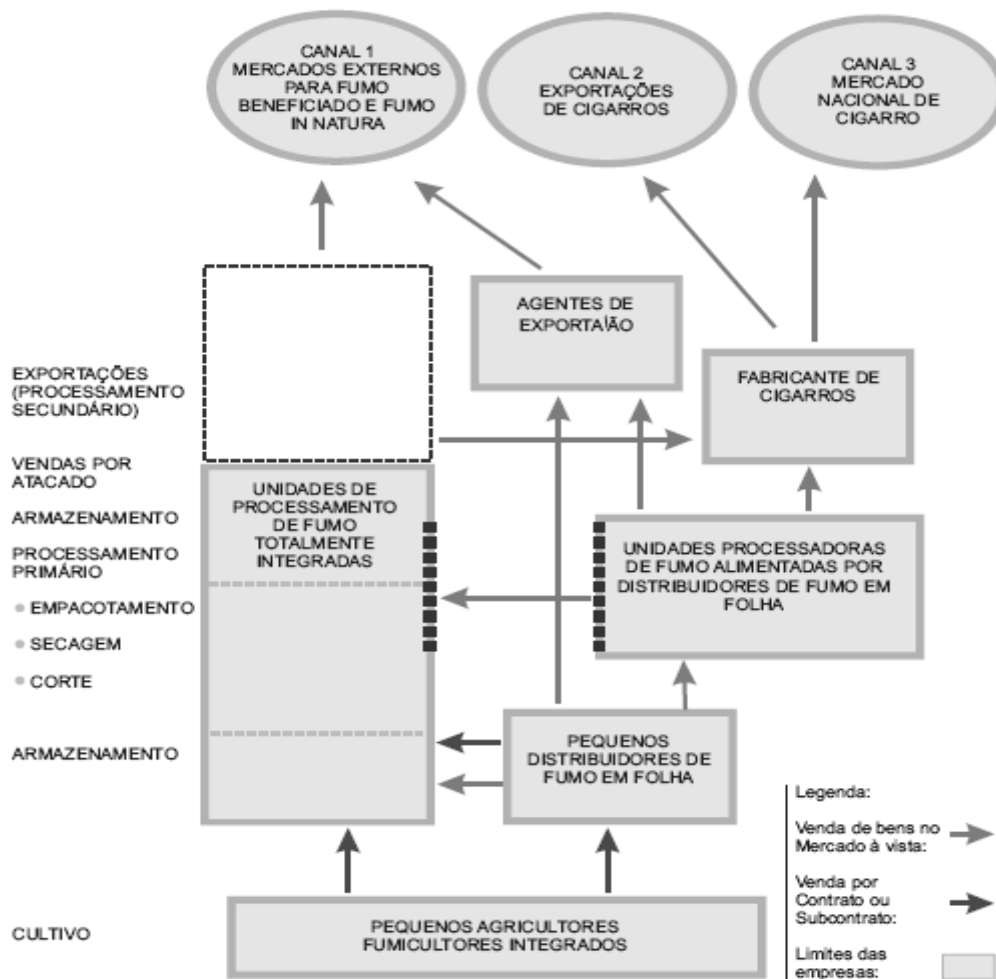 CANAL 1
MERCADOS EXTERNOS
PARA FUMO
BENEFICIADO E FUMO
IN NATURA
CANAL 2
EXPORTAÇÕES
DE CIGARROS
CANAL 3
MERCADO
NACIONAL DE
CIGARRO
AGENTES DE
EXPORTAÍÃO
FABRICANTE DE
CIGARROS
EXPORTAÇÕES
(PROCESSAMENTO
SECUNDÁRIO)
VENDAS POR
ATACADO
ARMAZENAMENTO
PROCESSAMENTO
PRIMÁRIO
EMPACOTAMENTO
SECAGEM
CORTE
ARMAZENAMENTO
UNIDADES DE
PROCESSAMENTO
DE FUMO
TOTALMENTE
INTEGRADAS
UNIDADES PROCESSADORAS
DE FUMO ALIMENTADAS POR
DISTRIBUIDORES DE FUMO EM
FOLHA
PEQUENOS
DISTRIBUIDORES DE
FUMO EM FOLHA
CULTIVO
PEQUENOS AGRICULTORES
FUMICULTORES INTEGRADOS
Legenda:
Venda de bens no
Mercado à vista:
Venda por
Contrato ou
Subcontrato:
Limites das
empresas: